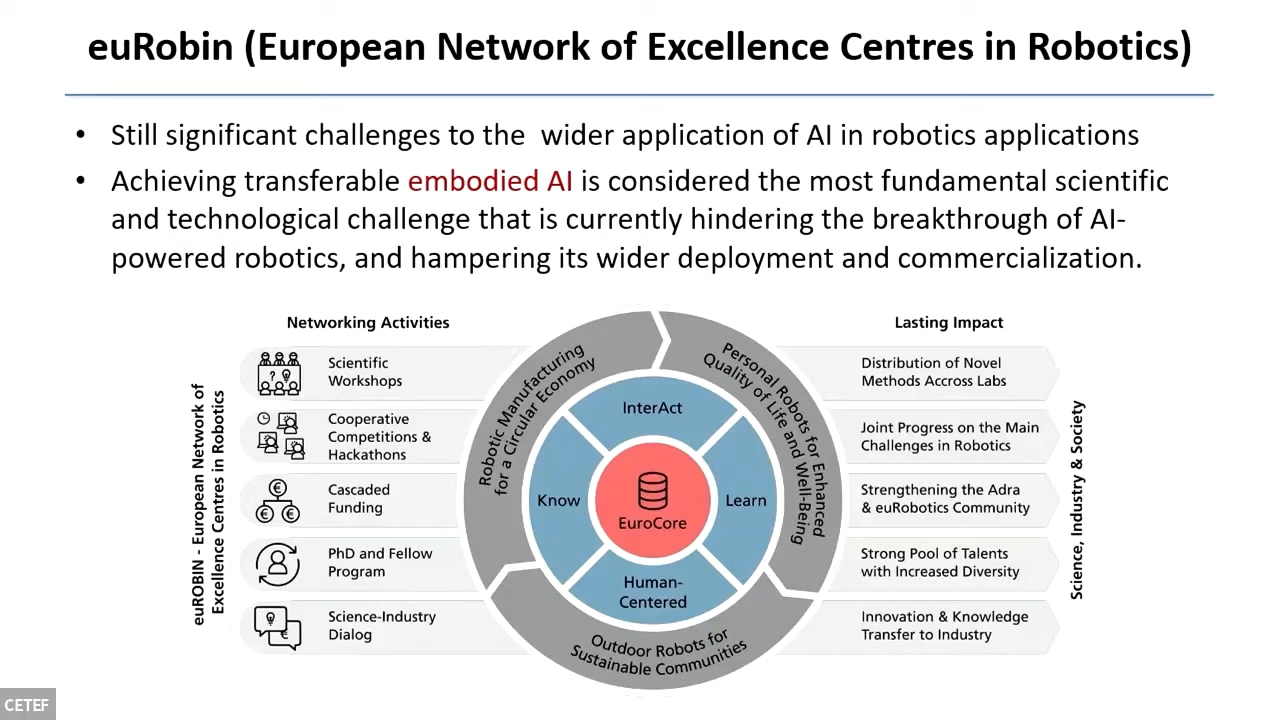 euRobin (European Network of Excellence Centres in Robotics)
• Still significant challenges to the  wider application of AI in robotics applications
• Achieving transferable embodied AI is considered the most fundamental scientific
and technological challenge that is currently hindering the breakthrough of AI-
powered robotics, and hampering its wider deployment and commercialization.
euROBIN - European Network of
Excellence Centres in Robotics
Networking Activities
Scientific
Workshops
Cooperative
Competitions &
Hackathons
Cascaded
Funding
PhD and Fellow
Program
Science-Industry
Dialog
Robotic Manufacturing
for a Circular Economy
Personal Robots for Enhanced
Quality of Life and Well-Being
Outdoor Robots for
Sustainable Communities
InterAct
Know
EuroCore
Learn
Human-
Centered
Lasting Impact
Distribution of Novel
Methods Accross Labs
Joint Progress on the Main
Challenges in Robotics
Strengthening the Adra
& euRobotics Community
Strong Pool of Talents
with Increased Diversity
Innovation & Knowledge
Transfer to Industry
Science, Industry & Society
CETEF